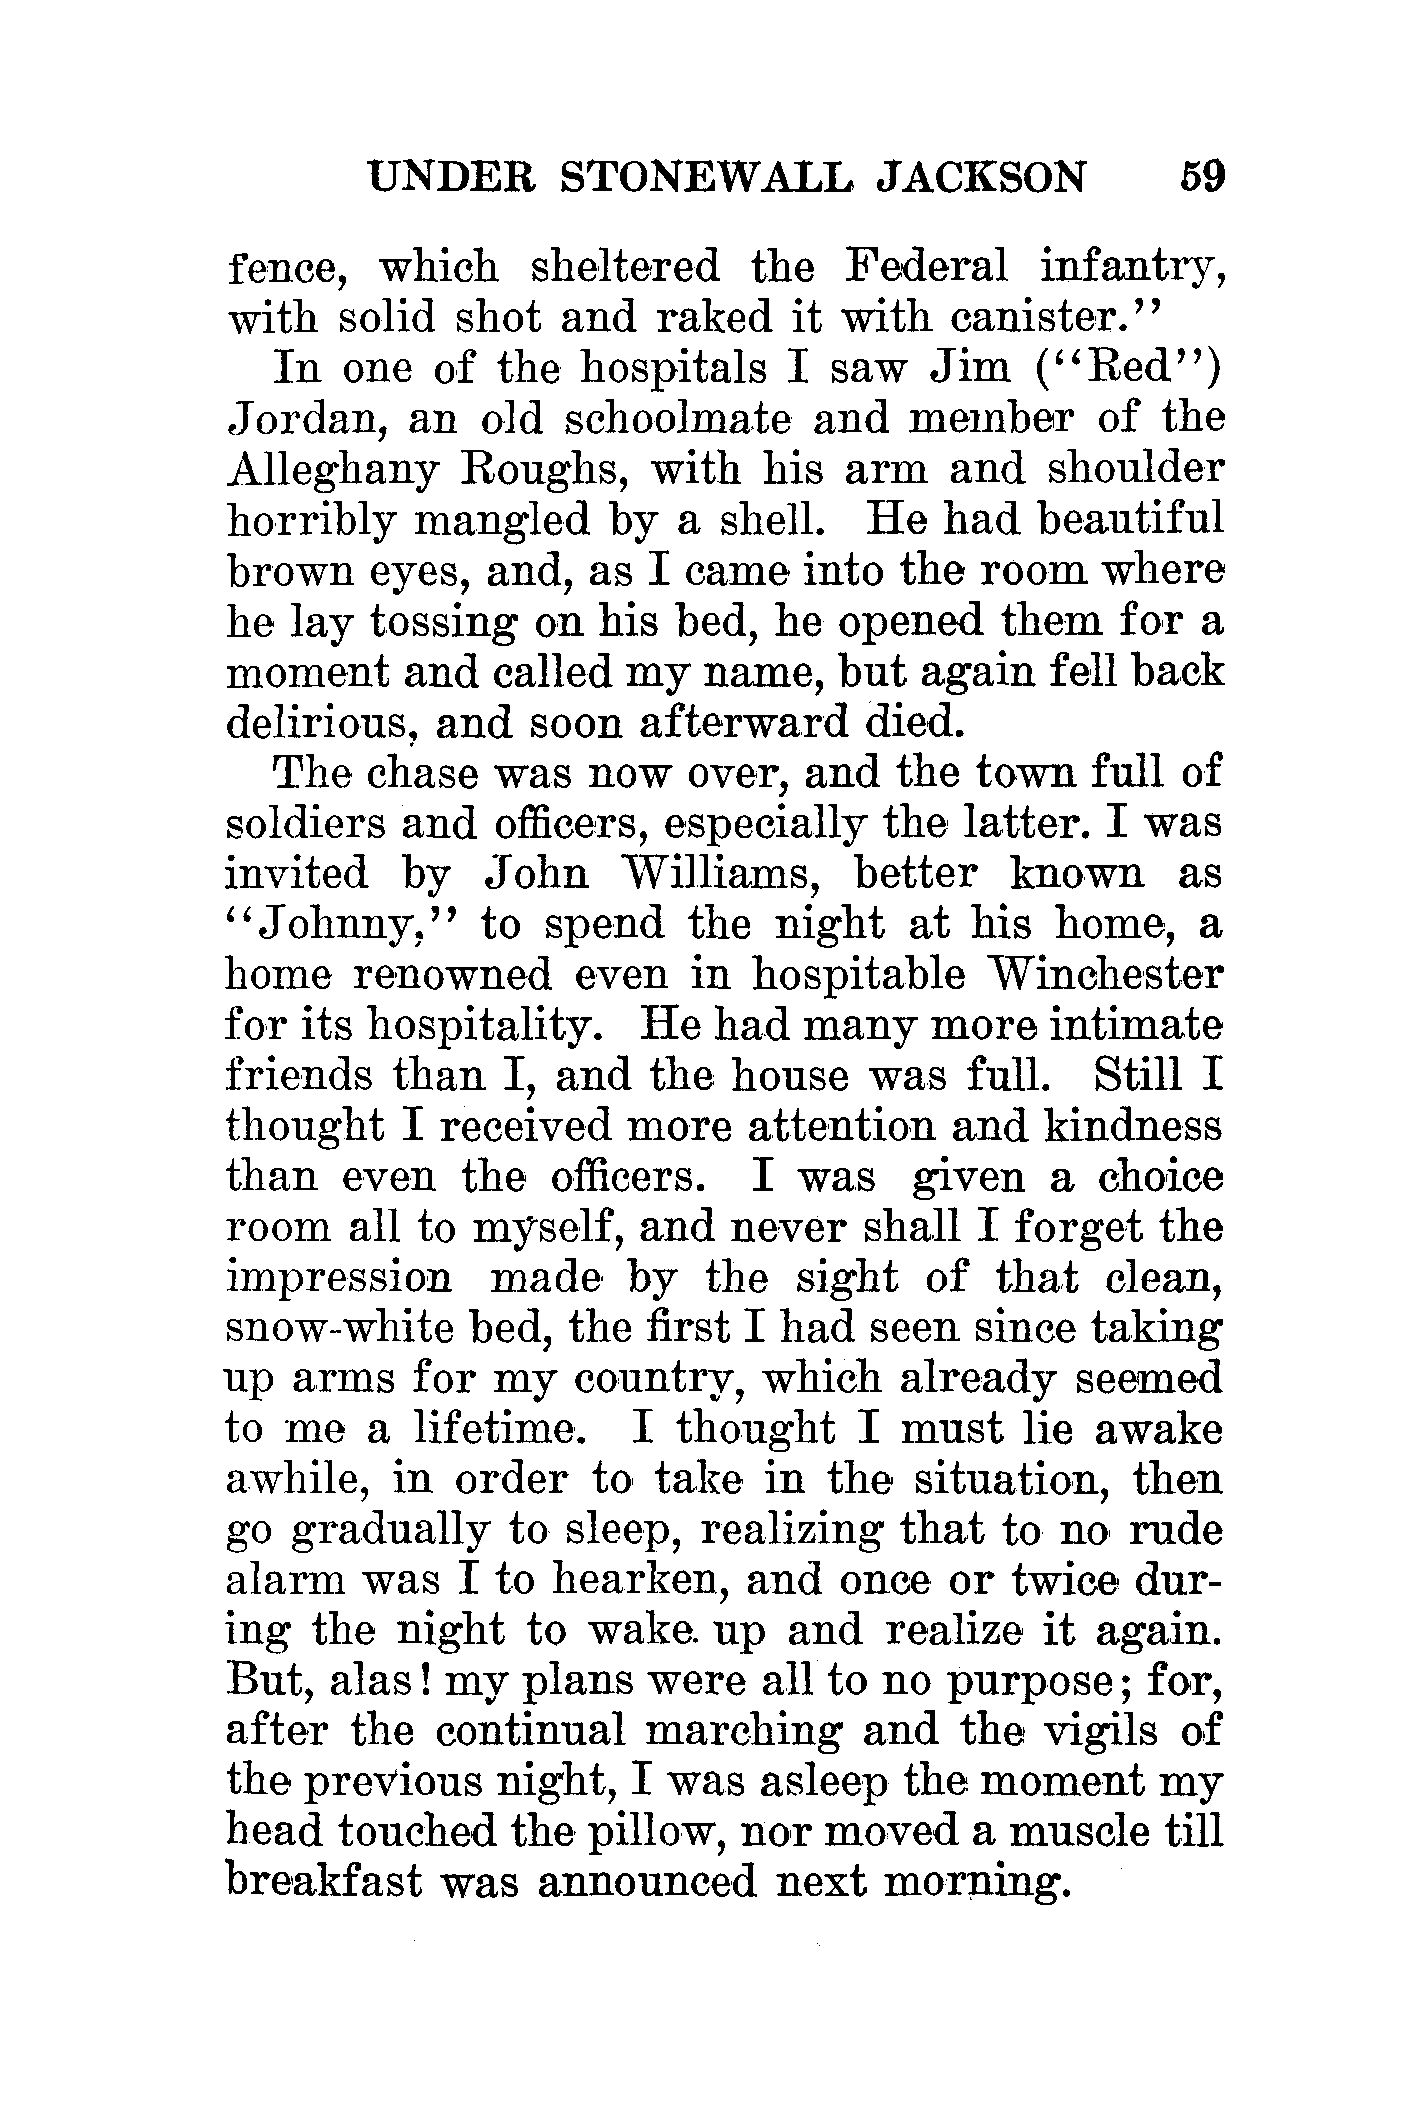 UNDER STONEWALL JACKSON 59
fence, which sheltered the Federal infantry,
with solid shot and raked it with canister."
In one of the hospitals I saw Jim ("Red")
Jordan, an old schoolmate and member of the
Alleghany Roughs, with his arm and shoulder
horribly mangled by a shell. He had beautiful
brown eyes, and, as I came into the room where
he lay tossing on his bed, he opened them for a
moment and called my name, but again fell back
delirious, and soon afterward died.
The chase was now over, and the town full of
soldiers and officers, especially the latter. I was
invited by John Williams, better known as
"Johnny," to spend the night at his home, a
home renowned even in hospitable Winchester
for its hospitality. He had many more intimate
friends than I, and the house was full. Still I
thought I received more attention and kindness
than even the officers. I was given a choice
room all to myself, and never shall I forget the
impression made by the sight of that clean,
snow-white bed, the first I had seen since taking
up arms for my country, which already seemed
to me a lifetime. I thought I must lie awake
awhile, in order to take in the situation, then
go gradually to sleep, realizing that to no rude
alarm was I to hearken, and once or twice dur-
ing the night to wake up and realize it again.
But, alas! my plans were all to no purpose; for,
after the continual marching and the vigils of
the previous night, I was asleep the moment my
head touched the pillow, nor moved a muscle till
breakfast was announced next morning.